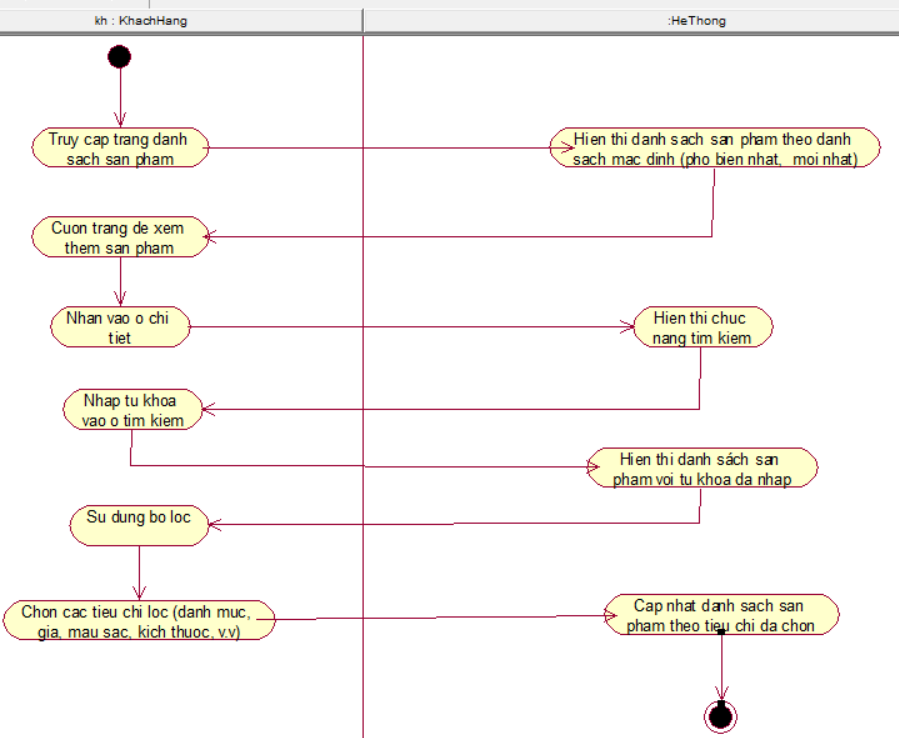 kh : KhachHang
:HeThong
Truy cap trang danh
sach san pham
Hien thi danh sach san pham theo danh
sach mac dinh (pho bien nhat, moi nhat)
Cuon trang de xem
them san pham
Nhan vao o chi
tiet
Hien thi chuc
nang tim kiem
Nhap tu khoa
vao o tim kiem
Hien thi danh sách san
pham voi tu khoa da nhap
Su dung bo loc
Chon cac tieu chi loc (danh muc,
gia, mau sac, kich thuoc, v.v)
Cap nhat danh sach san
pham theo tieu chi da chon